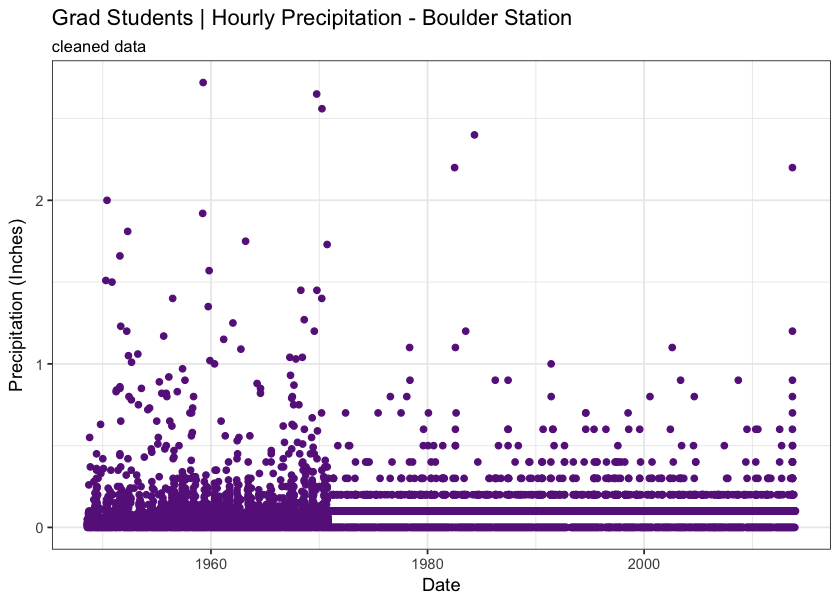 Grad Students | Hourly Precipitation - Boulder Station
cleaned data
Precipitation (Inches)
2
1
0
1960 1980 2000
Date